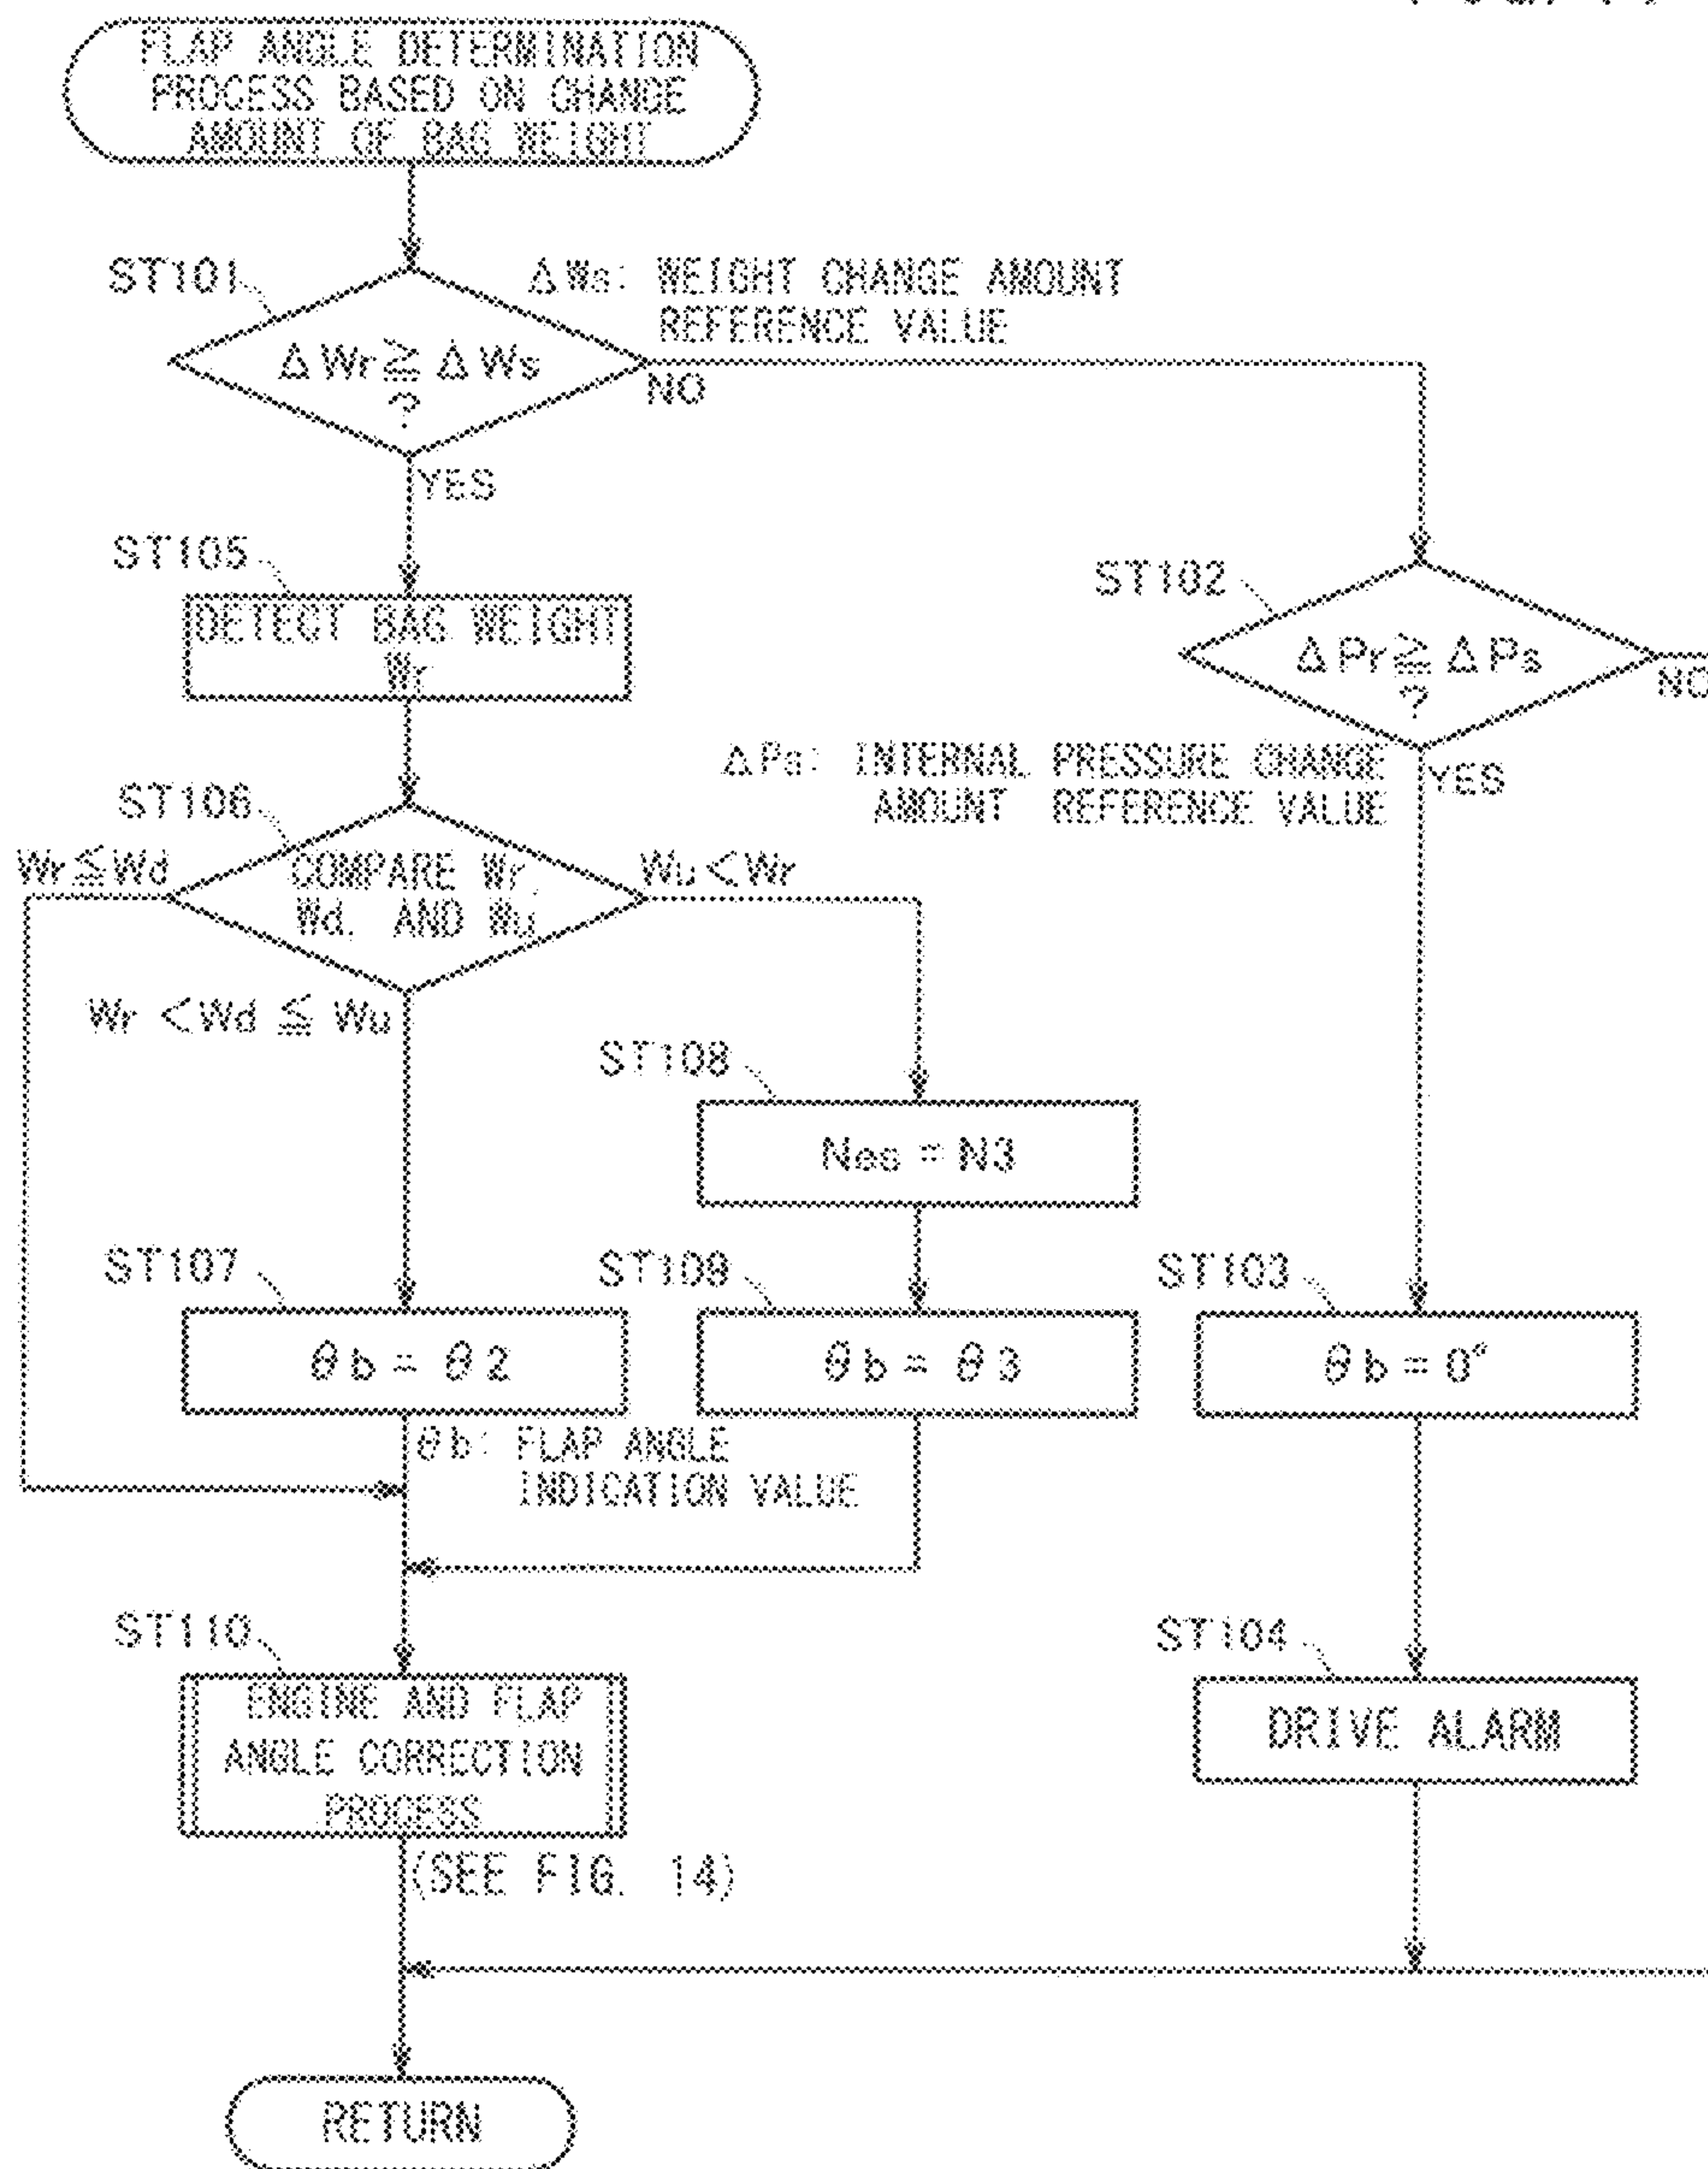 FLAP ANGLE DETERMINATION
PROCESS BASED ON CHANGE
AMOUNT OF BAG WEIGHT
ST101
ΔWs: WEIGHT CHANGE AMOUNT
REFERENCE VALUE
ΔWr≧ΔWs
?
NO
YES
ST105
DETECT BAG WEIGHT
Wr
ST102
ΔPr≧ΔPs
?
NO
YES
ΔPs: INTERNAL PRESSURE CHANGE
AMOUNT REFERENCE VALUE
ST106
Wr≦Wd
COMPARE Wr,
Wd, AND Wu
Wu<Wr
Wr <Wd ≦ Wu
ST108
Nes = N3
ST107
θb = θ2
ST109
θb = θ3
ST103
θb = 0°
θb: FLAP ANGLE
INDICATION VALUE
ST110
ENGINE AND FLAP
ANGLE CORRECTION
PROCESS
(SEE FIG. 14)
ST104
DRIVE ALARM
RETURN